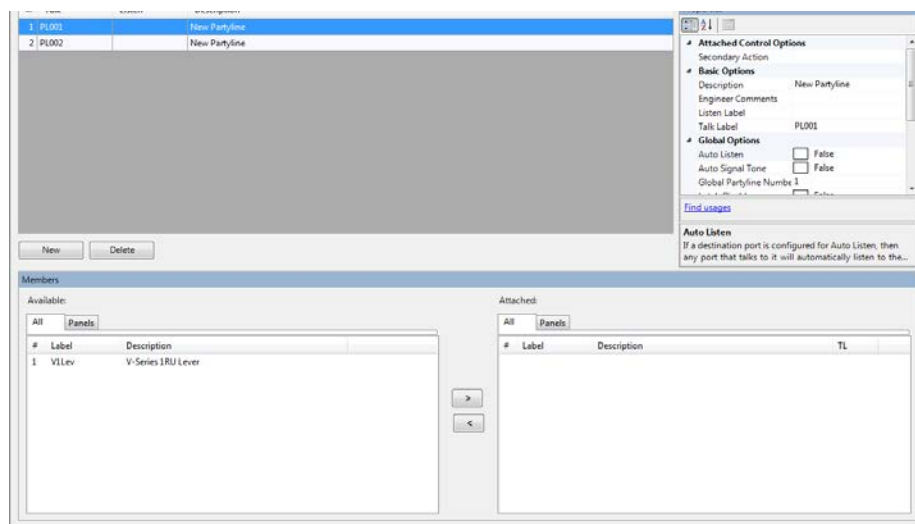 1 PL001 New Partyline
2 PL002 New Partyline
New Delete
Attached Control Options
Secondary Action
Basic Options
Description New Partyline
Engineer Comments
Listen Label
Talk Label PL001
Global Options
Auto Listen False
Auto Signal Tone False
Global Partyline Numbe 1
Find usages
Auto Listen
If a destination port is configured for Auto Listen, then
any port that talks to it will automatically listen to the...
Members
Available:
All Panels
# Label Description
1 V1Lev V-Series 1RU Lever
>
<
Attached:
All Panels
# Label Description TL